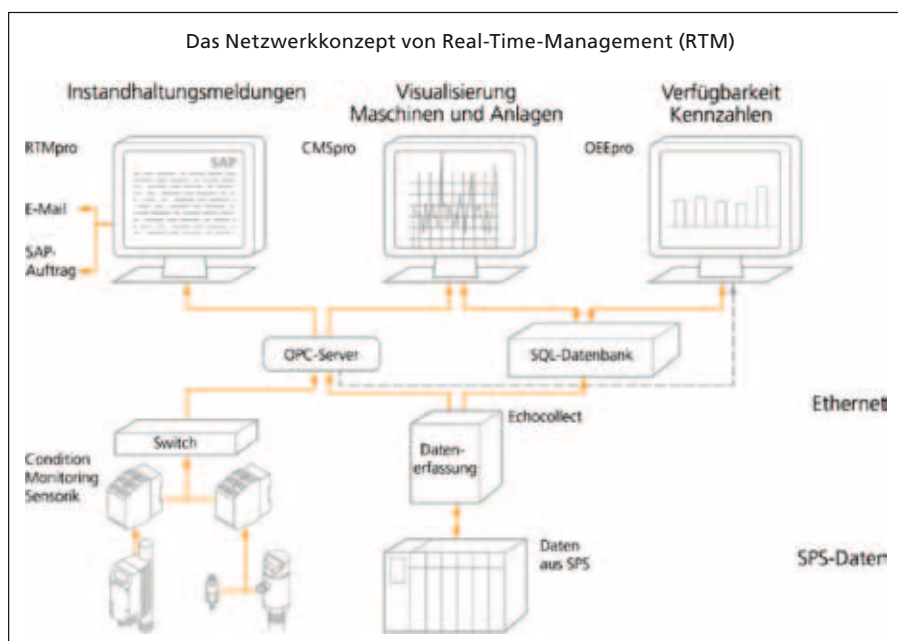 Das Netzwerkkonzept von Real-Time-Management (RTM)
Instandhaltungsmeldungen
Visualisierung
Maschinen und Anlagen
Verfügbarkeit
Kennzahlen
RTMpro
SAP
CMSpro
OEEpro
E-Mail
SAP-
Auftrag
OPC-Server
SQL-Datenbank
Ethernet
Echocollect
Switch
Daten-
erfassung
Condition
Monitoring
Sensorik
Daten
aus SPS
SPS-Daten